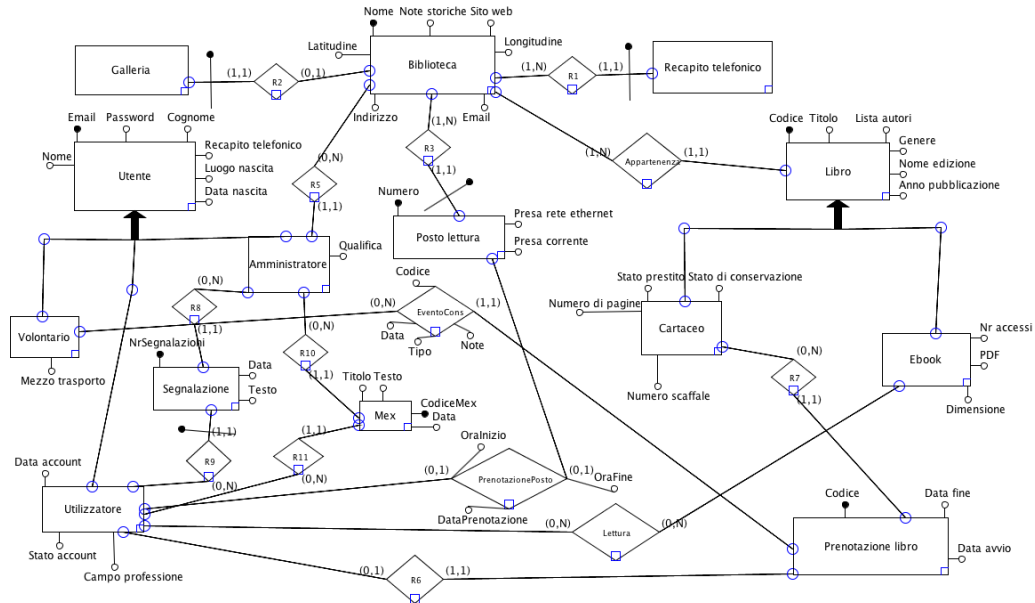 Nome Note storiche Sito web
Latitudine Longitudine
Galleria (1,1) R2 (0,1) Biblioteca (1,N) R1 (1,1) Recapito telefonico
Indirizzo Email
Email Password Cognome
(1,N) R3 (1,1)
(1,N) Appartenenza (1,1)
Codice Titolo Lista autori
Genere
Nome edizione
Anno pubblicazione
Libro
Nome Utente
Recapito telefonico
Luogo nascita
Data nascita
(0,N) R5 (1,1)
Numero
Posto lettura
Presa rete ethernet
Presa corrente
Amministratore Qualifica
Stato prestito Stato di conservazione
Numero di pagine
Cartaceo
Numero scaffale
Nr accessi
PDF
Dimensione
Ebook
Codice
(0,N) EventoCons (1,1)
Data Tipo Note
Volontario
Mezzo trasporto
(0,N) R8 (1,1)
(0,N) R10 (1,1)
NrSegnalazioni
Segnalazione
Data
Testo
Titolo Testo
CodiceMex
Data
Mex
(0,N) R7 (1,1)
(1,1) R9 (0,N)
(1,1) R11 (0,N)
OraInizio
(0,1) PrenotazionePosto (0,1)
OraFine
DataPrenotazione
Data account
Utilizzatore
Stato account
Campo professione
(0,N) Lettura (0,N)
Codice Data fine
Prenotazione libro
Data avvio
(0,1) R6 (1,1)